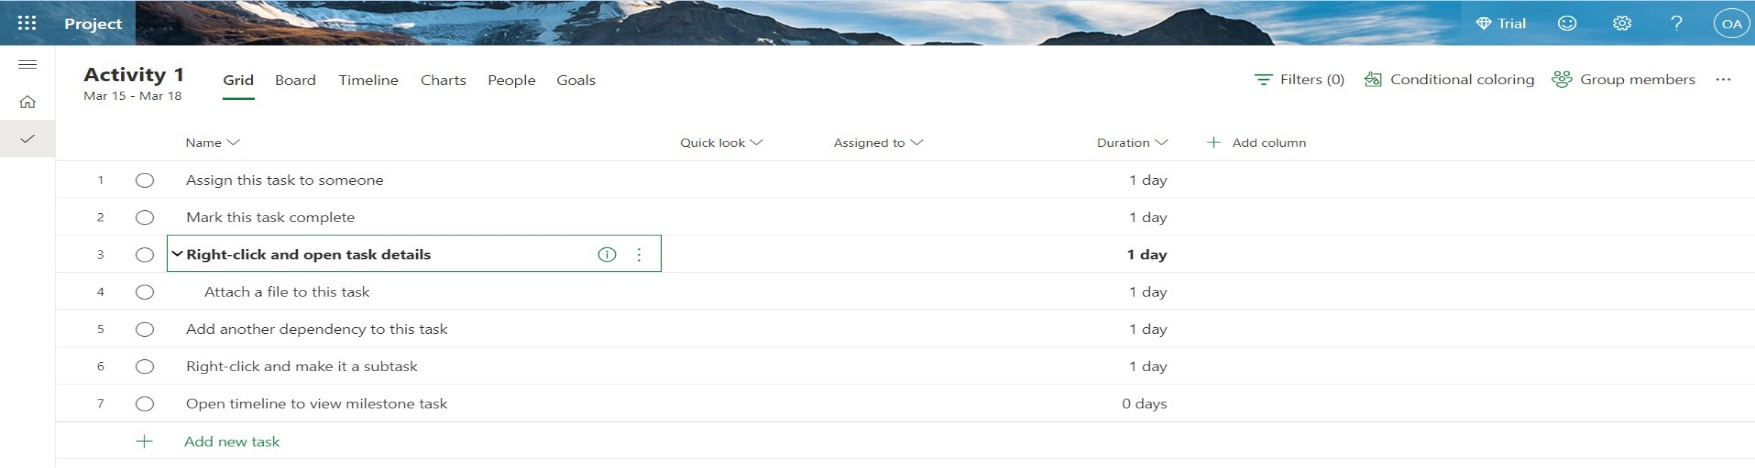 Project Trial ? OA
Activity 1 Grid Board Timeline Charts People Goals Filters (0) Conditional coloring Group members ...
Mar 15 - Mar 18
Name Quick look Assigned to Duration + Add column
1 Assign this task to someone 1 day
2 Mark this task complete 1 day
3 Right-click and open task details 1 day
4 Attach a file to this task 1 day
5 Add another dependency to this task 1 day
6 Right-click and make it a subtask 1 day
7 Open timeline to view milestone task 0 days
+ Add new task